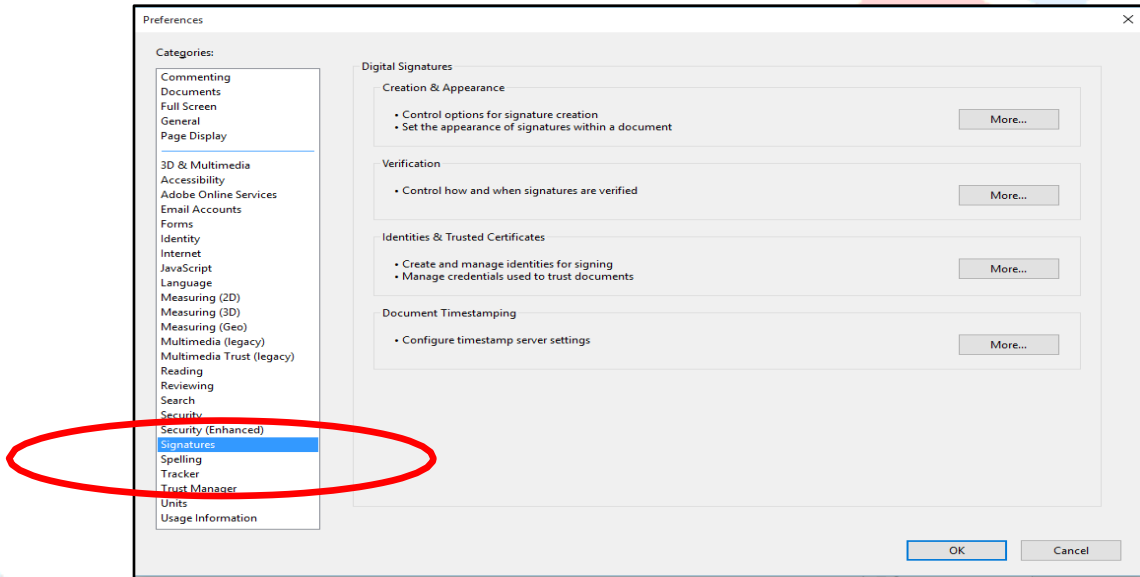 Preferences
Categories:
Commenting
Documents
Full Screen
General
Page Display
3D & Multimedia
Accessibility
Adobe Online Services
Email Accounts
Forms
Identity
Internet
JavaScript
Language
Measuring (2D)
Measuring (3D)
Measuring (Geo)
Multimedia (legacy)
Multimedia Trust (legacy)
Reading
Reviewing
Search
Security
Security (Enhanced)
Signatures
Spelling
Tracker
Trust Manager
Units
Usage Information
Digital Signatures
Creation & Appearance
• Control options for signature creation
• Set the appearance of signatures within a document
More...
Verification
• Control how and when signatures are verified
More...
Identities & Trusted Certificates
• Create and manage identities for signing
• Manage credentials used to trust documents
More...
Document Timestamping
• Configure timestamp server settings
More...
OK
Cancel